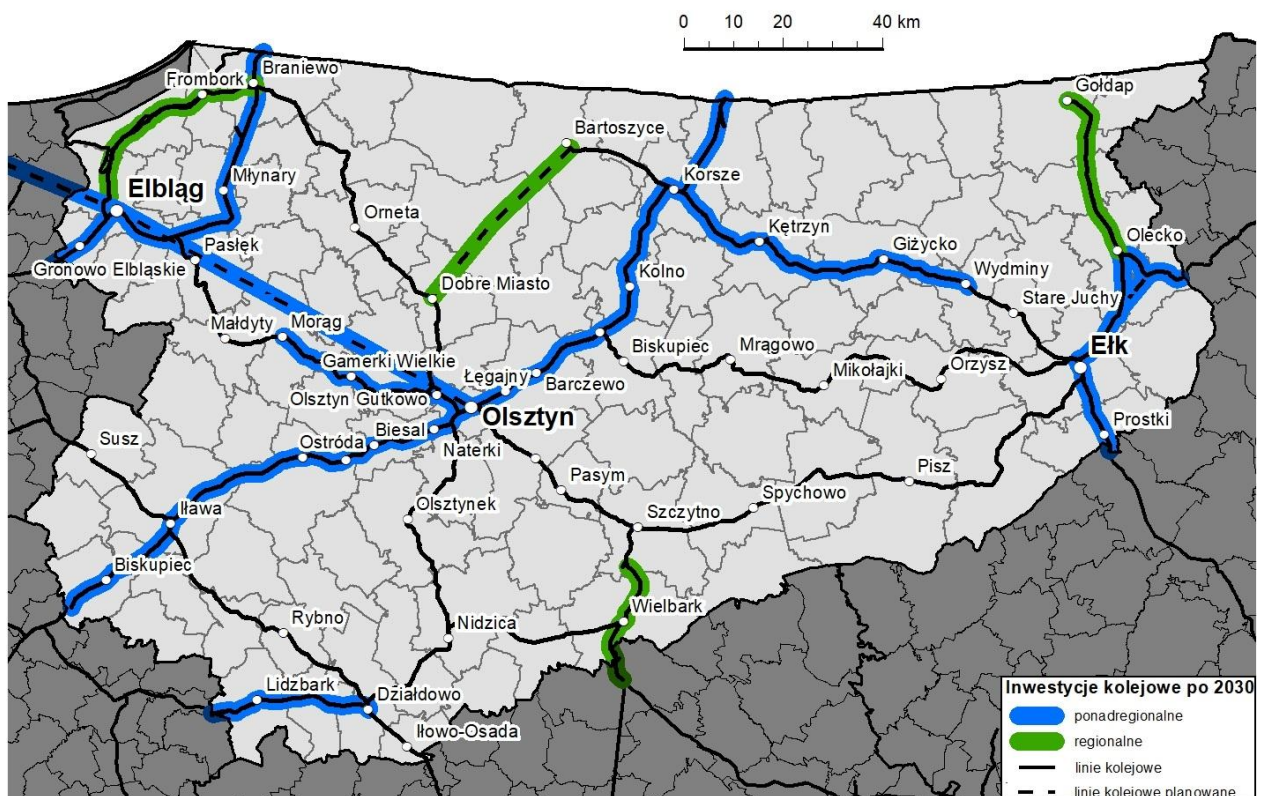 0 10 20 40 km
Braniewo
Frombork
Gołdap
Bartoszyce
Korsze
Młynary
Elbląg
Orneta
Kętrzyn
Giżycko
Olecko
Pasłęk
Gronowo Elbląskie
Kolno
Wydminy
Dobre Miasto
Stare Juchy
Małdyty
Morąg
Ełk
Biskupiec
Mrągowo
Gamerki Wielkie
Łęgajny
Barczewo
Mikołajki
Orzysz
Olsztyn Gutkowo
Olsztyn
Prostki
Susz
Ostróda
Biesal
Naterki
Pasym
Pisz
Spychowo
Olsztynek
Iława
Szczytno
Biskupiec
Wielbark
Rybno
Nidzica
Lidzbark
Działdowo
Iłowo-Osada
Inwestycje kolejowe po 2030
ponadregionalne
regionalne
linie kolejowe
linie kolejowe planowane